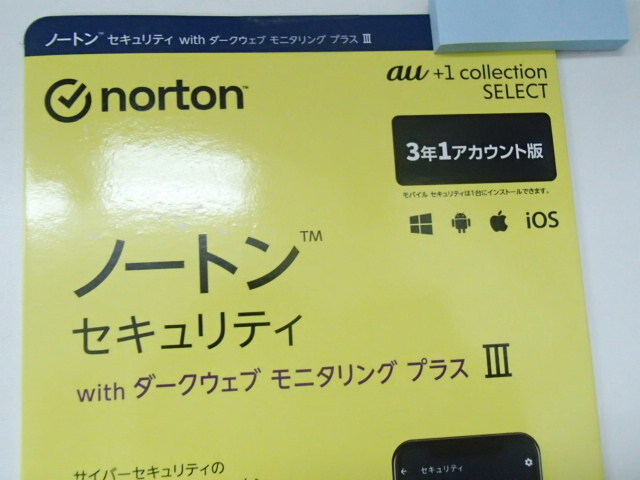 ノートン™ セキュリティ with ダークウェブ モニタリング プラス Ⅲ
au +1 collection
SELECT
norton™
3年1アカウント版
モバイル セキュリティは1台にインストールできます。
iOS
ノートン™
セキュリティ
with ダークウェブ モニタリング プラス Ⅲ
サイバーセキュリティの
セキュリティ